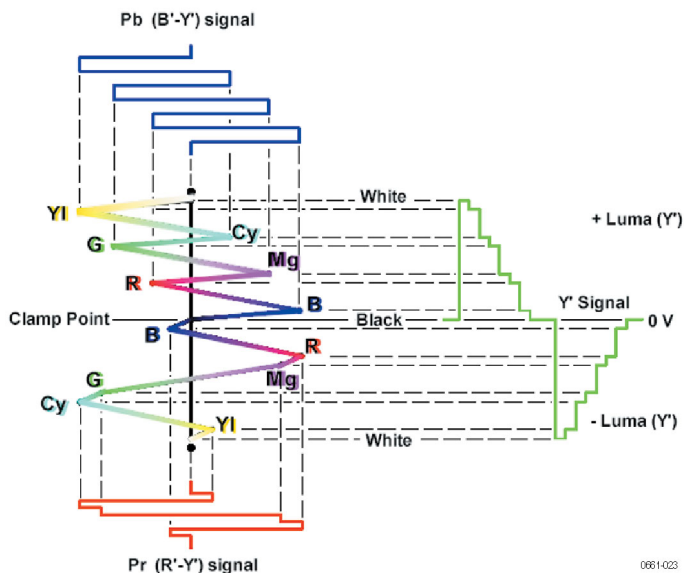 Pb (B'-Y') signal
White
Yl
+ Luma (Y')
Cy
G
Mg
R
B
Y' Signal
Clamp Point
Black
0 V
B
R
Mg
G
Cy
Yl
- Luma (Y')
White
Pr (R'-Y') signal
0661-023